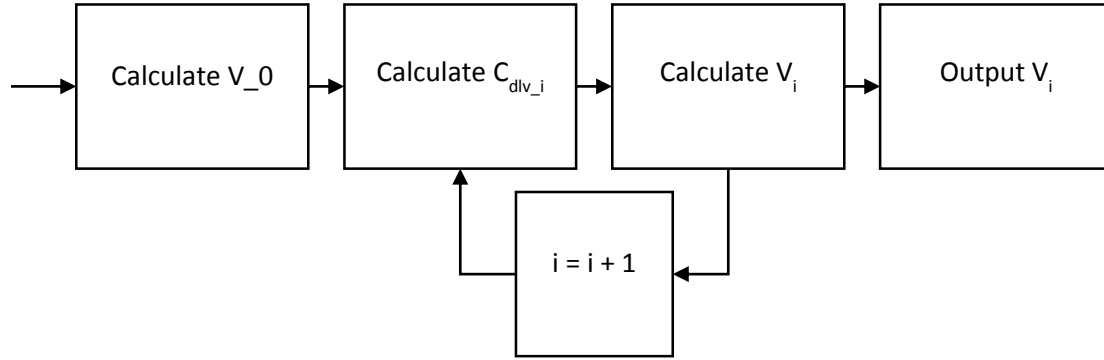 Calculate V_0
Calculate C_dlv_i
Calculate V_i
Output V_i
i = i + 1